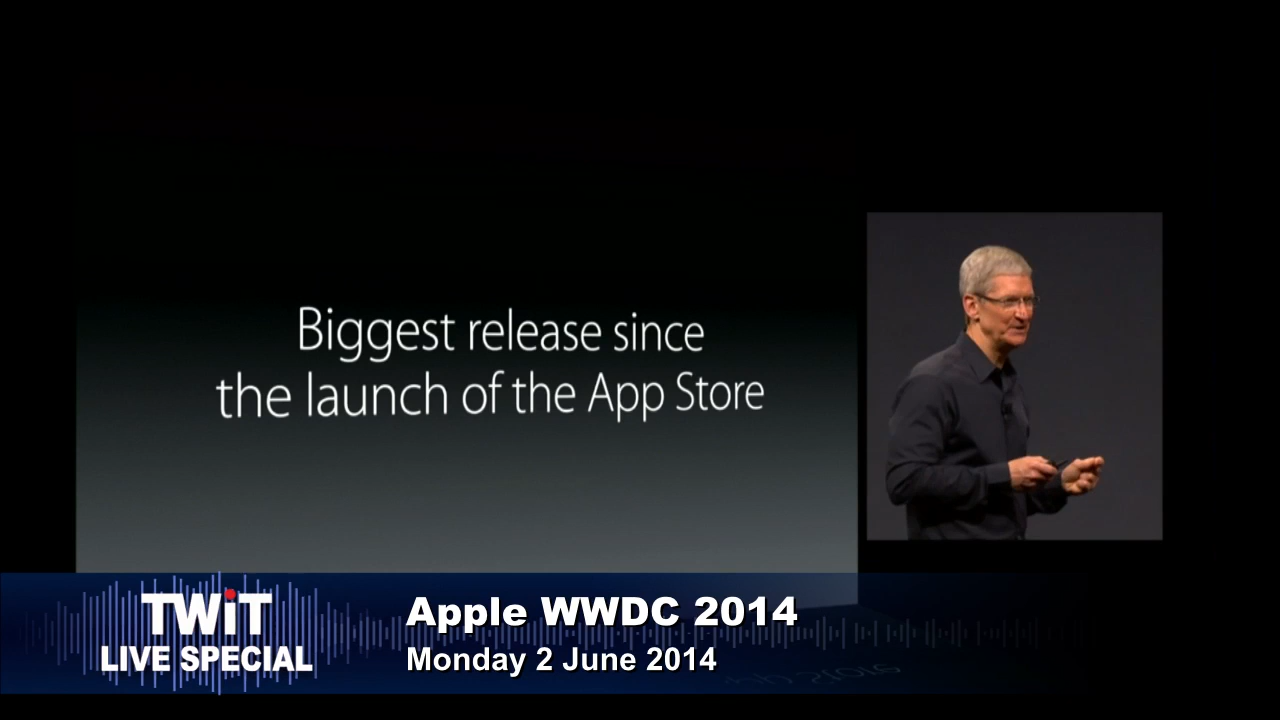 Biggest release since
the launch of the App Store
TWiT
LIVE SPECIAL
Apple WWDC 2014
Monday 2 June 2014